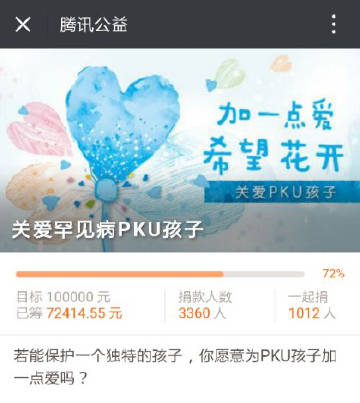 腾讯公益
加一点爱
希望花开
关爱PKU孩子
关爱罕见病PKU孩子
72%
目标 100000 元 捐款人数 一起捐
已筹 72414.55 元 3360 人 1012 人
若能保护一个独特的孩子，你愿意为PKU孩子加
一点爱吗？